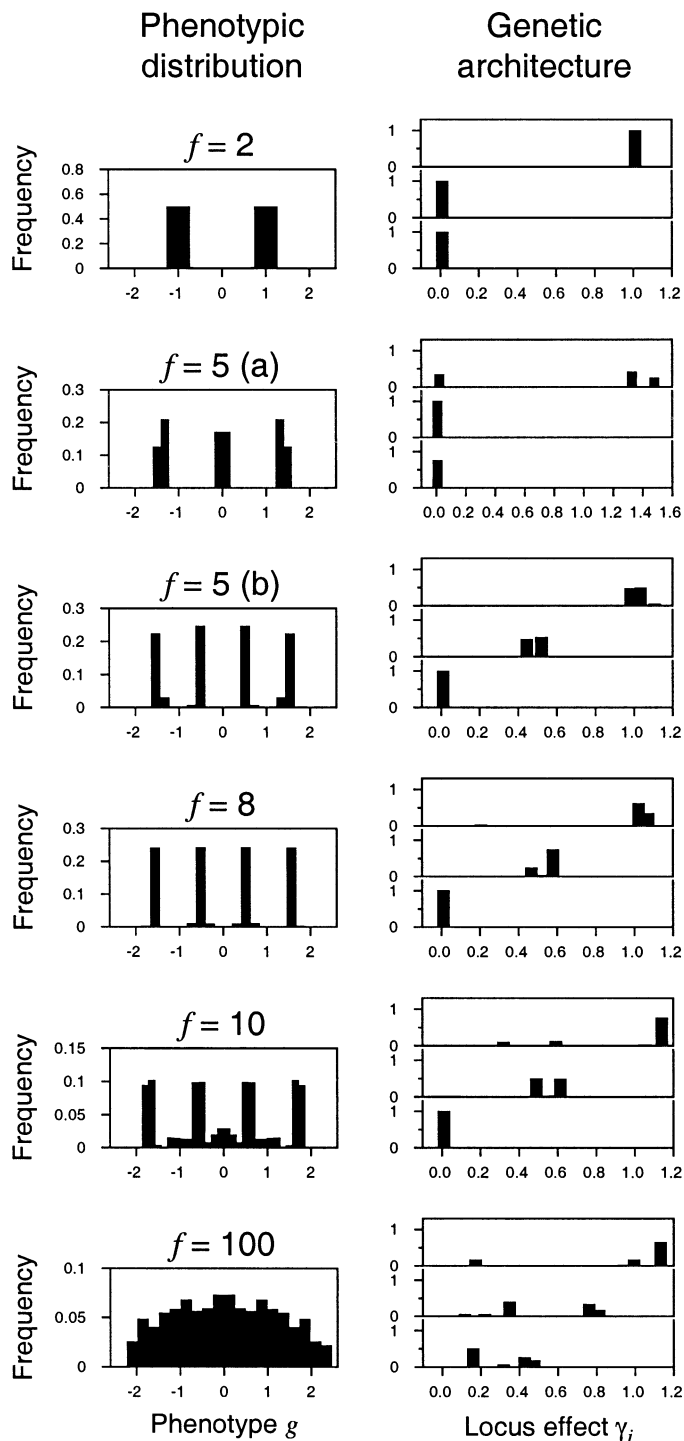 Phenotypic distribution
Genetic architecture
f = 2
Frequency
0.8
0.6
0.4
0.2
0
-2 -1 0 1 2
1
0
1
0
1
0
0.0 0.2 0.4 0.6 0.8 1.0 1.2
f = 5 (a)
Frequency
0.3
0.2
0.1
0
-2 -1 0 1 2
1
0
1
0
1
0
0.0 0.2 0.4 0.6 0.8 1.0 1.2 1.4 1.6
f = 5 (b)
Frequency
0.3
0.2
0.1
0
-2 -1 0 1 2
1
0
1
0
1
0
0.0 0.2 0.4 0.6 0.8 1.0 1.2
f = 8
Frequency
0.3
0.2
0.1
0
-2 -1 0 1 2
1
0
1
0
1
0
0.0 0.2 0.4 0.6 0.8 1.0 1.2
f = 10
Frequency
0.15
0.1
0.05
0
-2 -1 0 1 2
1
0
1
0
1
0
0.0 0.2 0.4 0.6 0.8 1.0 1.2
f = 100
Frequency
0.1
0.05
0
-2 -1 0 1 2
1
0
1
0
1
0
0.0 0.2 0.4 0.6 0.8 1.0 1.2
Phenotype g
Locus effect γi